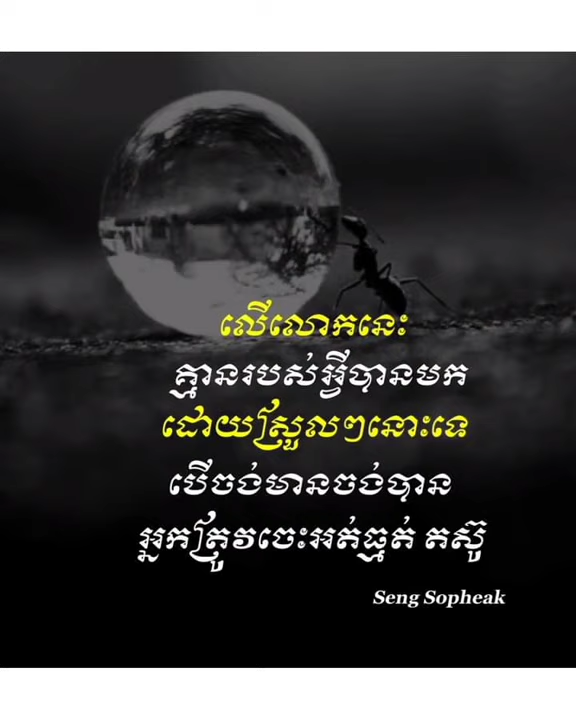 លើលោកនេះ
គ្មានរបស់អ្វីបានមក
ដោយស្រួលៗនោះទេ
បើចង់មានចង់បាន
អ្នកត្រូវចេះអត់ធ្មត់ តស៊ូ
Seng Sopheak